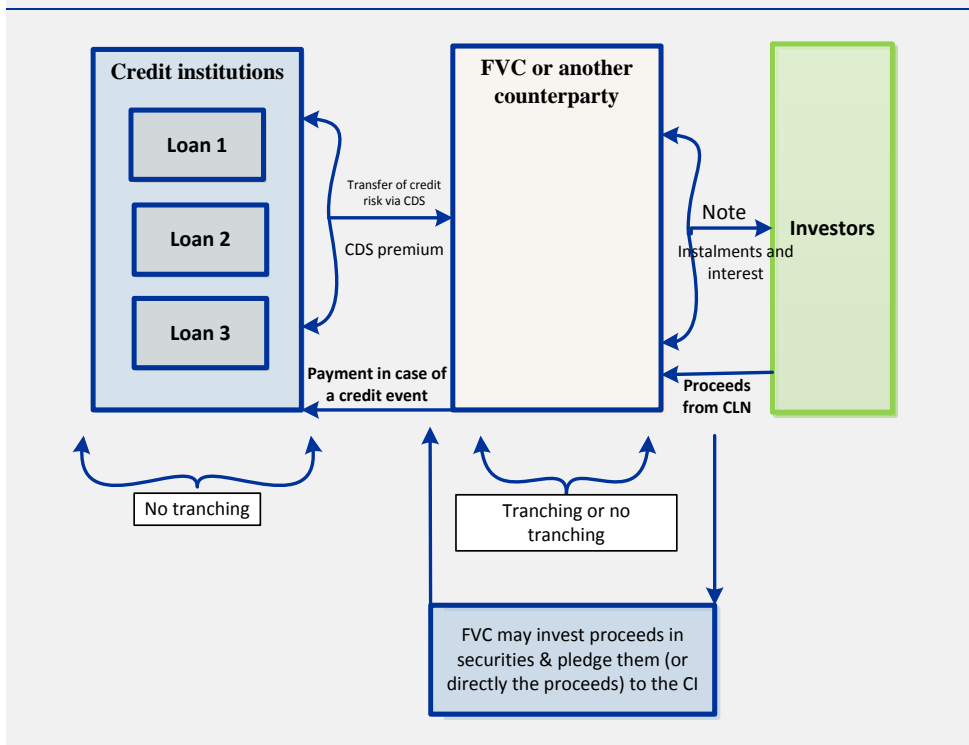 Credit institutions
Loan 1
Loan 2
Loan 3
Transfer of credit
risk via CDS
CDS premium
Payment in case of
a credit event
FVC or another
counterparty
Note
Instalments and
interest
Proceeds
from CLN
Investors
No tranching
Tranching or no
tranching
FVC may invest proceeds in
securities & pledge them (or
directly the proceeds) to the CI